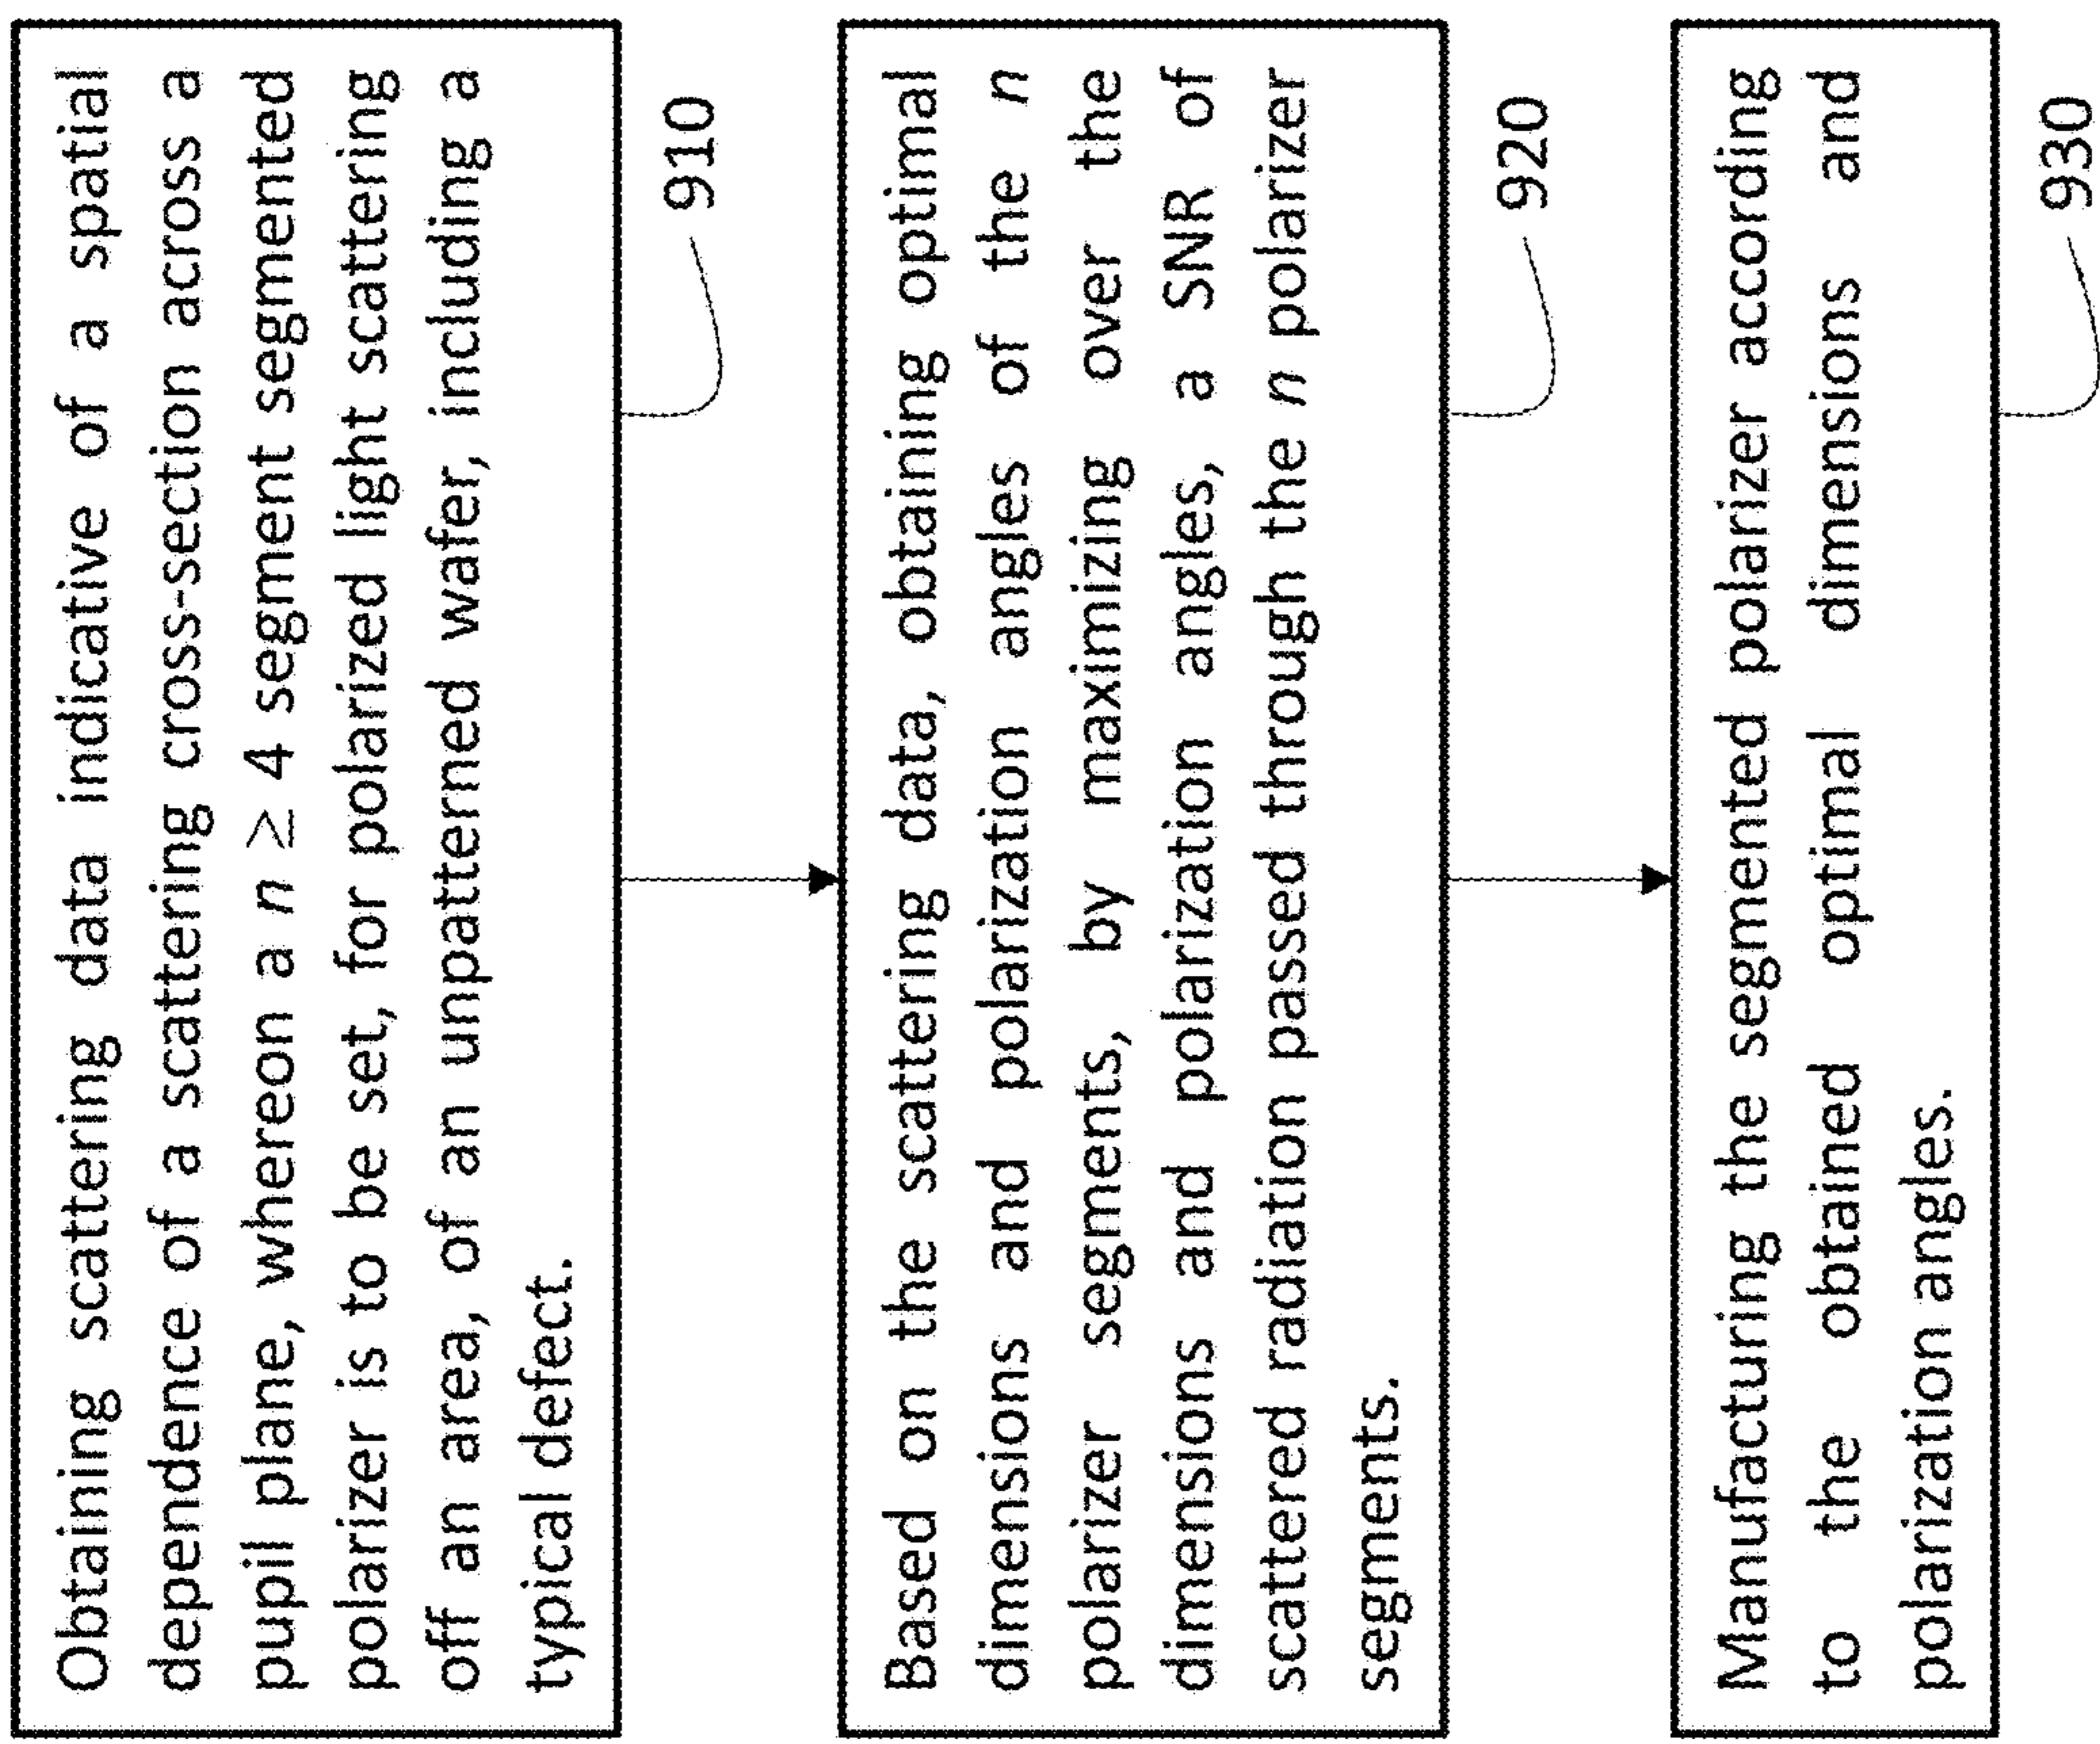 Obtaining scattering data indicative of a spatial
dependence of a scattering cross-section across a
pupil plane, whereon a n ≥ 4 segment segmented
polarizer is to be set, for polarized light scattering
off an area, of an unpatterned wafer, including a
typical defect.
910
Based on the scattering data, obtaining optimal
dimensions and polarization angles of the n
polarizer segments, by maximizing over the
dimensions and polarization angles, a SNR of
scattered radiation passed through the n polarizer
segments.
920
Manufacturing the segmented polarizer according
to the obtained optimal dimensions and
polarization angles.
930